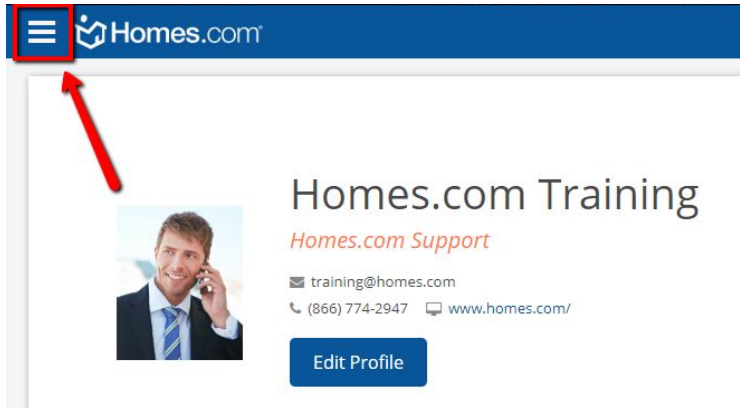 Homes.com
Homes.com Training
Homes.com Support
training@homes.com
(866) 774-2947 www.homes.com/
Edit Profile